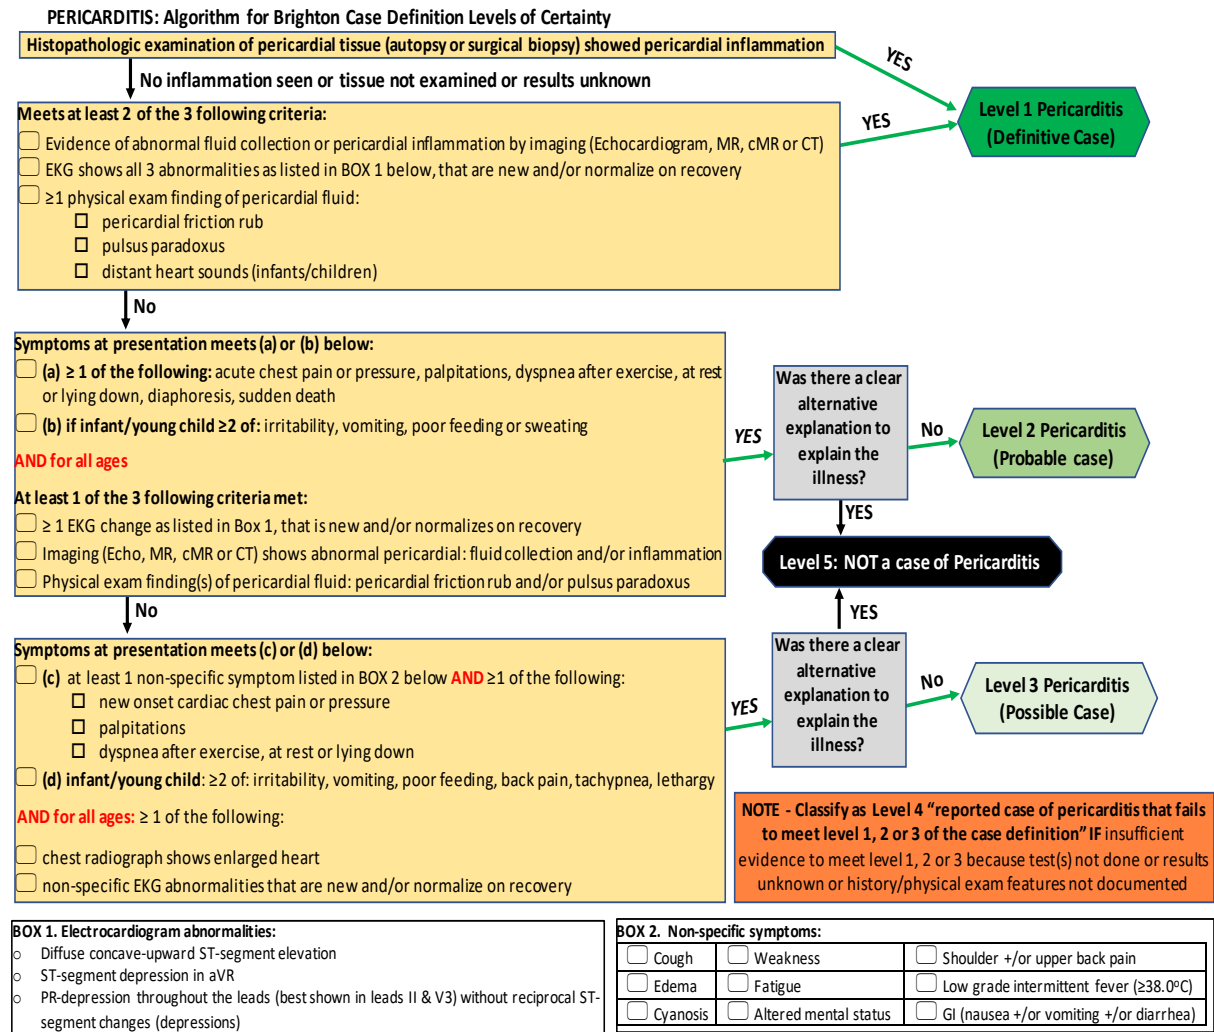 PERICARDITIS: Algorithm for Brighton Case Definition Levels of Certainty
Histopathologic examination of pericardial tissue (autopsy or surgical biopsy) showed pericardial inflammation
YES
No inflammation seen or tissue not examined or results unknown
Level 1 Pericarditis
(Definitive Case)
Meets at least 2 of the 3 following criteria:
YES
Evidence of abnormal fluid collection or pericardial inflammation by imaging (Echocardiogram, MR, cMR or CT)
EKG shows all 3 abnormalities as listed in BOX 1 below, that are new and/or normalize on recovery
≥1 physical exam finding of pericardial fluid:
pericardial friction rub
pulsus paradoxus
distant heart sounds (infants/children)
No
Symptoms at presentation meets (a) or (b) below:
(a) ≥ 1 of the following: acute chest pain or pressure, palpitations, dyspnea after exercise, at rest
or lying down, diaphoresis, sudden death
(b) if infant/young child ≥2 of: irritability, vomiting, poor feeding or sweating
AND for all ages
At least 1 of the 3 following criteria met:
≥ 1 EKG change as listed in Box 1, that is new and/or normalizes on recovery
Imaging (Echo, MR, cMR or CT) shows abnormal pericardial: fluid collection and/or inflammation
Physical exam finding(s) of pericardial fluid: pericardial friction rub and/or pulsus paradoxus
YES
Was there a clear
alternative
explanation to
explain the
illness?
No
Level 2 Pericarditis
(Probable case)
YES
Level 5: NOT a case of Pericarditis
No
Symptoms at presentation meets (c) or (d) below:
(c) at least 1 non-specific symptom listed in BOX 2 below AND ≥1 of the following:
new onset cardiac chest pain or pressure
palpitations
dyspnea after exercise, at rest or lying down
(d) infant/young child: ≥2 of: irritability, vomiting, poor feeding, back pain, tachypnea, lethargy
AND for all ages: ≥ 1 of the following:
chest radiograph shows enlarged heart
non-specific EKG abnormalities that are new and/or normalize on recovery
YES
YES
Was there a clear
alternative
explanation to
explain the
illness?
No
Level 3 Pericarditis
(Possible Case)
NOTE - Classify as Level 4 “reported case of pericarditis that fails
to meet level 1, 2 or 3 of the case definition” IF insufficient
evidence to meet level 1, 2 or 3 because test(s) not done or results
unknown or history/physical exam features not documented
BOX 1. Electrocardiogram abnormalities:
o Diffuse concave-upward ST-segment elevation
o ST-segment depression in aVR
o PR-depression throughout the leads (best shown in leads II & V3) without reciprocal ST-
segment changes (depressions)
BOX 2. Non-specific symptoms:
Cough Weakness Shoulder +/or upper back pain
Edema Fatigue Low grade intermittent fever (≥38.0ºC)
Cyanosis Altered mental status GI (nausea +/or vomiting +/or diarrhea)